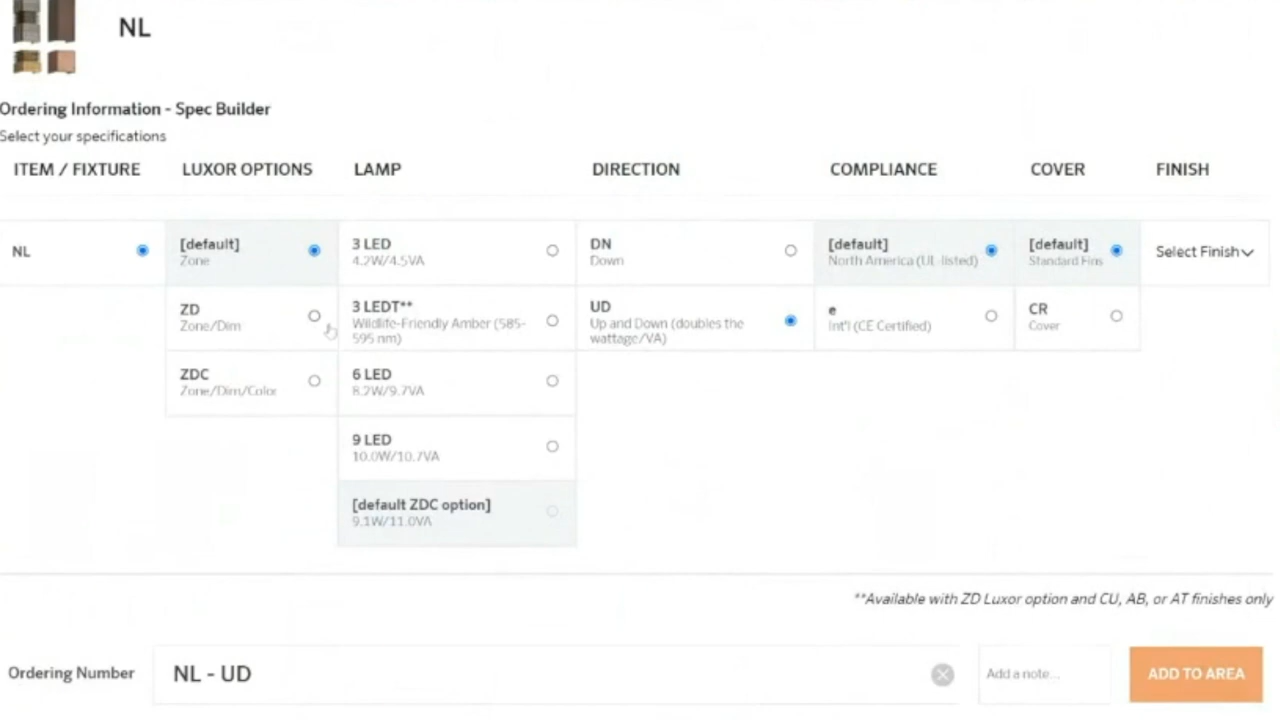 NL
Ordering Information - Spec Builder
Select your specifications
ITEM / FIXTURE
LUXOR OPTIONS
LAMP
DIRECTION
COMPLIANCE
COVER
FINISH
NL
[default]
Zone
ZD
Zone/Dim
ZDC
Zone/Dim/Color
3 LED
4.2W/4.5VA
3 LEDT**
Wildlife-Friendly Amber (585-
595 nm)
6 LED
8.2W/9.7VA
9 LED
10.0W/10.7VA
[default ZDC option]
9.1W/11.0VA
DN
Down
UD
Up and Down (doubles the
wattage/VA)
[default]
North America (UL-listed)
e
Int'l (CE Certified)
[default]
Standard Fins
CR
Cover
Select Finish
**Available with ZD Luxor option and CU, AB, or AT finishes only
Ordering Number
NL - UD
Add a note...
ADD TO AREA